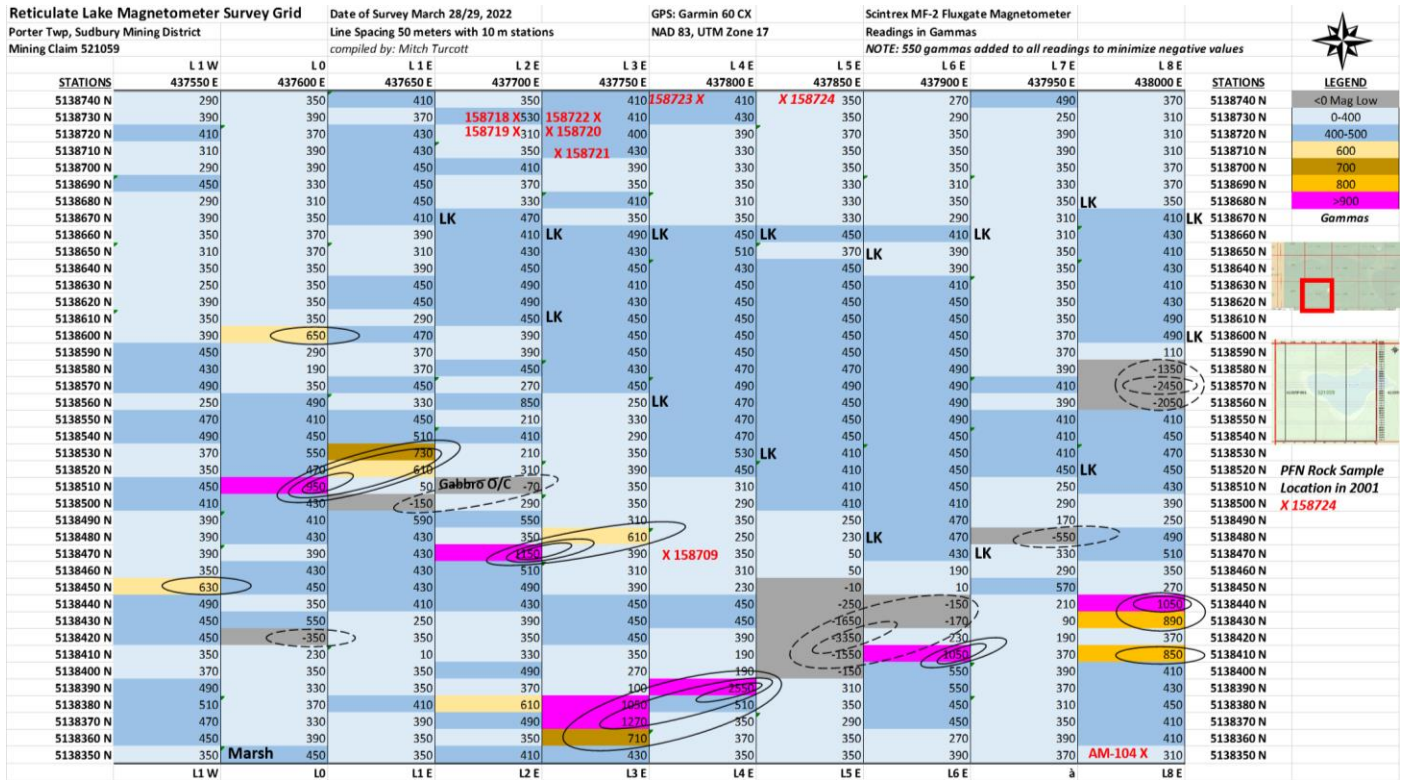 Reticulate Lake Magnetometer Survey Grid Date of Survey March 28/29, 2022 GPS: Garmin 60 CX Scintrex MF-2 Fluxgate Magnetometer
Porter Twp, Sudbury Mining District Line Spacing 50 meters with 10 m stations NAD 83, UTM Zone 17 Readings in Gammas
Mining Claim 521059 compiled by: Mitch Turcott NOTE: 550 gammas added to all readings to minimize negative values
L 1 W L 0 L 1 E L 2 E L 3 E L 4 E L 5 E L 6 E L 7 E L 8 E
STATIONS 437550 E 437600 E 437650 E 437700 E 437750 E 437800 E 437850 E 437900 E 437950 E 438000 E STATIONS LEGEND
5138740 N 290 350 410 350 410 158723 X 410 X 158724 350 270 490 370 5138740 N <0 Mag Low
5138730 N 390 390 370 158718 X 530 158722 X 410 430 350 290 250 310 5138730 N 0-400
5138720 N 410 370 430 158719 X 310 X 158720 400 390 370 350 350 310 5138720 N 400-500
5138710 N 310 390 430 350 X 158721 430 330 350 350 390 310 5138710 N 600
5138700 N 290 390 450 410 390 330 350 350 350 370 5138700 N 700
5138690 N 450 330 450 370 350 350 330 310 330 370 5138690 N 800
5138680 N 290 310 450 330 410 310 350 330 350 LK 350 5138680 N >900
5138670 N 390 350 410 LK 470 350 350 330 290 310 410 LK 5138670 N Gammas
5138660 N 350 370 390 410 LK 490 LK 450 LK 450 410 LK 310 430 5138660 N
5138650 N 310 370 310 430 430 510 370 LK 390 350 410 5138650 N
5138640 N 350 350 390 430 450 430 450 390 350 430 5138640 N
5138630 N 250 350 450 490 450 450 450 410 350 410 5138630 N
5138620 N 390 350 450 490 450 450 450 450 350 410 5138620 N
5138610 N 350 350 290 450 LK 450 450 450 450 350 490 5138610 N
5138600 N 390 650 470 390 450 450 450 450 370 490 LK 5138600 N
5138590 N 450 290 370 390 450 450 450 450 370 110 5138590 N
5138580 N 430 190 370 450 430 470 470 490 390 -1350 5138580 N
5138570 N 490 350 450 270 450 490 490 490 410 -2450 5138570 N
5138560 N 250 490 330 850 250 LK 470 450 490 390 -2050 5138560 N
5138550 N 470 410 450 210 330 470 450 490 410 410 5138550 N
5138540 N 490 450 510 410 290 470 450 450 410 450 5138540 N
5138530 N 370 550 730 210 350 530 LK 410 450 410 470 5138530 N
5138520 N 350 470 610 310 390 450 410 450 450 LK 410 5138520 N PFN Rock Sample
5138510 N 450 950 50 Gabbro O/C -70 350 310 410 450 250 430 5138510 N Location in 2001
5138500 N 410 430 -150 290 350 290 410 410 290 390 5138500 N X 158724
5138490 N 390 410 590 550 310 350 250 470 170 250 5138490 N
5138480 N 390 390 430 350 610 250 230 LK 470 -550 490 5138480 N
5138470 N 390 390 430 1150 390 X 158709 350 50 430 LK 330 510 5138470 N
5138460 N 350 430 430 510 310 310 50 190 290 350 5138460 N
5138450 N 630 450 430 490 390 230 -10 10 570 270 5138450 N
5138440 N 490 350 410 430 450 450 -250 -150 210 1050 5138440 N
5138430 N 450 550 250 390 450 450 -1650 -170 90 890 5138430 N
5138420 N 450 -350 350 350 450 390 -3350 230 190 370 5138420 N
5138410 N 350 230 10 330 350 190 -1550 1050 370 850 5138410 N
5138400 N 370 350 350 490 270 190 -150 550 390 410 5138400 N
5138390 N 490 330 350 370 100 2550 310 550 370 430 5138390 N
5138380 N 510 370 410 610 1050 510 350 450 310 450 5138380 N
5138370 N 470 330 390 490 1270 350 290 450 350 410 5138370 N
5138360 N 450 390 350 350 710 370 350 390 390 410 5138360 N
5138350 N 350 Marsh 450 350 410 430 350 350 390 370 AM-104 X 310 5138350 N
L1 W L0 L1 E L2 E L3 E L4 E L5 E L6 E à L8 E